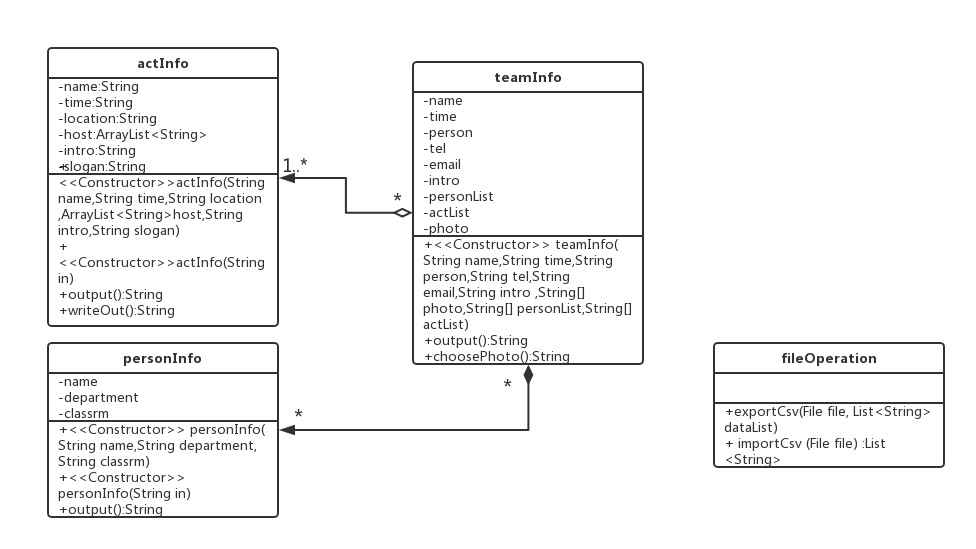 actInfo
-name:String
-time:String
-location:String
-host:ArrayList<String>
-intro:String
-slogan:String
+
<<Constructor>>actInfo(String
name,String time,String location
,ArrayList<String>host,String
intro,String slogan)
+
<<Constructor>>actInfo(String
in)
+output():String
+writeOut():String
1..*
*
teamInfo
-name
-time
-person
-tel
-email
-intro
-personList
-actList
-photo
+<<Constructor>> teamInfo(
String name,String time,String
person,String tel,String
email,String intro ,String[]
photo,String[] personList,String[]
actList)
+output():String
+choosePhoto():String
*
*
personInfo
-name
-department
-classrm
+<<Constructor>> personInfo(
String name,String department,
String classrm)
+<<Constructor>>
personInfo(String in)
+output():String
fileOperation
+exportCsv(File file, List<String>
dataList)
+ importCsv (File file) :List
<String>